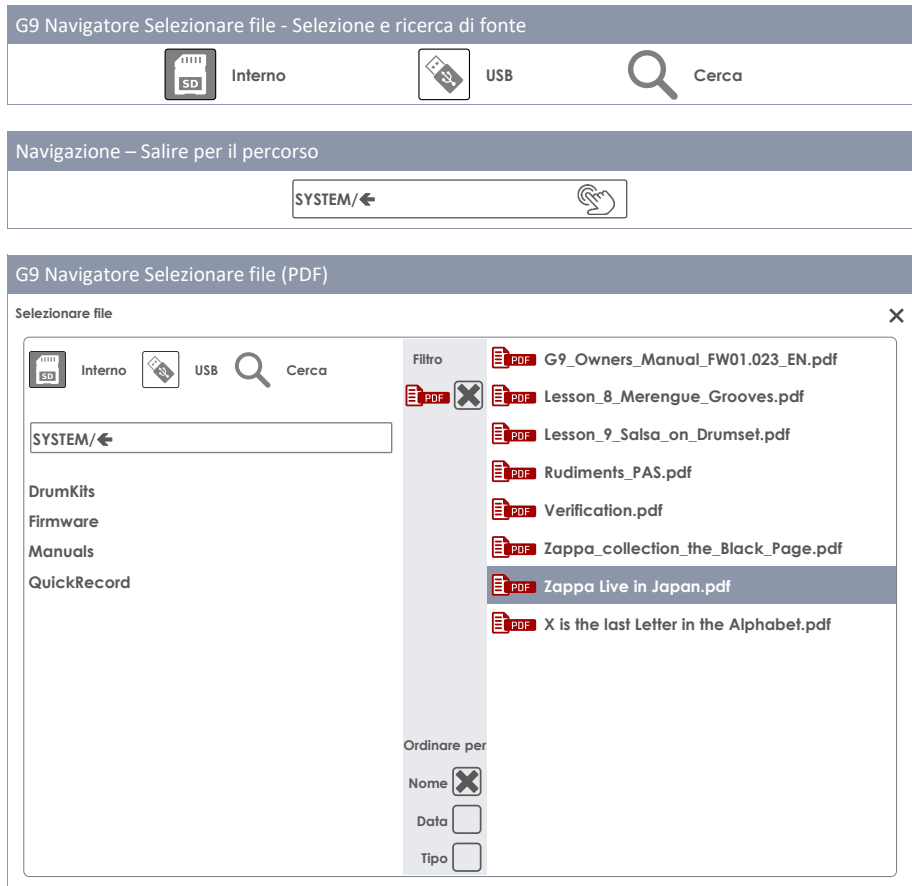 G9 Navigatore Selezionare file - Selezione e ricerca di fonte
SD Interno USB Cerca
Navigazione – Salire per il percorso
SYSTEM/
G9 Navigatore Selezionare file (PDF)
Selezionare file
SD Interno USB Cerca
SYSTEM/
DrumKits
Firmware
Manuals
QuickRecord
Filtro
PDF
Ordinare per
Nome
Data
Tipo
PDF G9_Owners_Manual_FW01.023_EN.pdf
PDF Lesson_8_Merengue_Grooves.pdf
PDF Lesson_9_Salsa_on_Drumset.pdf
PDF Rudiments_PAS.pdf
PDF Verification.pdf
PDF Zappa_collection_the_Black_Page.pdf
PDF Zappa Live in Japan.pdf
PDF X is the last Letter in the Alphabet.pdf